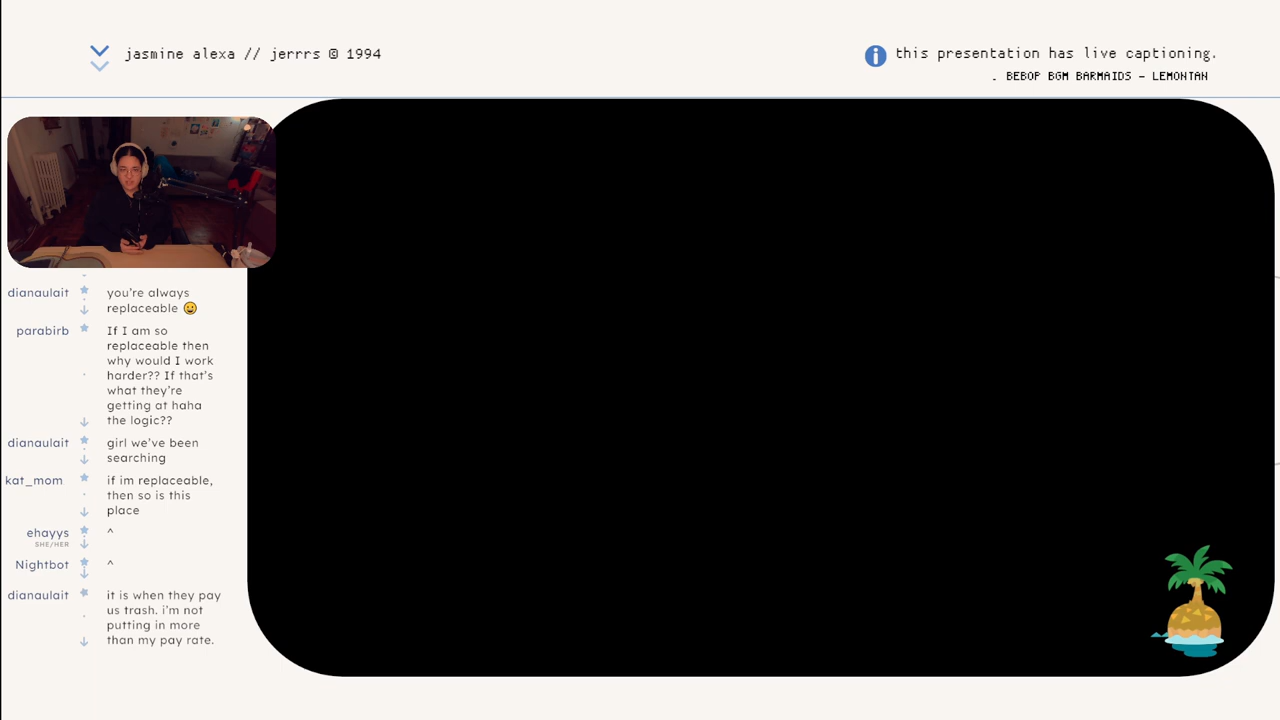 jasmine alexa // jerrrs © 1994
this presentation has live captioning.
. BEBOP BGM BARMAIDS - LEMONTAN
dianaulait you're always
replaceable 😀
parabirb If I am so
replaceable then
why would I work
harder?? If that's
what they're
getting at haha
the logic??
dianaulait girl we've been
searching
kat_mom if im replaceable,
then so is this
place
ehayys ^
SHE/HER
Nightbot ^
dianaulait it is when they pay
us trash. i'm not
putting in more
than my pay rate.